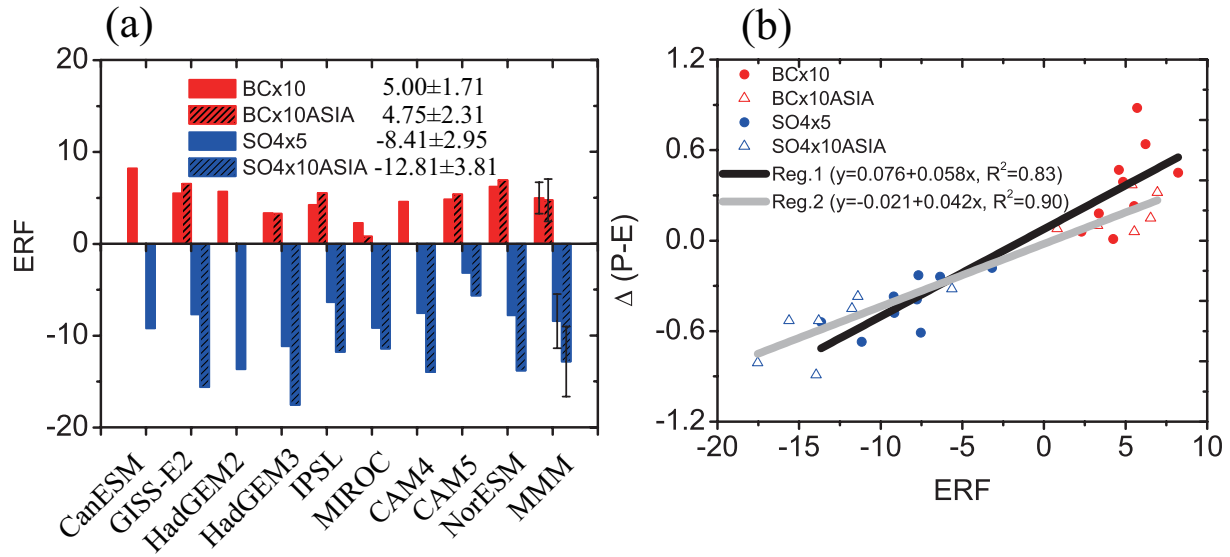 (a)
20
10
0
-10
-20
ERF
BCx10 5.00±1.71
BCx10ASIA 4.75±2.31
SO4x5 -8.41±2.95
SO4x10ASIA -12.81±3.81
CanESM
GISS-E2
HadGEM2
HadGEM3
IPSL
MIROC
CAM4
CAM5
NorESM
MMM
(b)
1.2
0.6
0.0
-0.6
-1.2
Δ (P-E)
BCx10
BCx10ASIA
SO4x5
SO4x10ASIA
Reg.1 (y=0.076+0.058x, R²=0.83)
Reg.2 (y=-0.021+0.042x, R²=0.90)
-20 -15 -10 -5 0 5 10
ERF